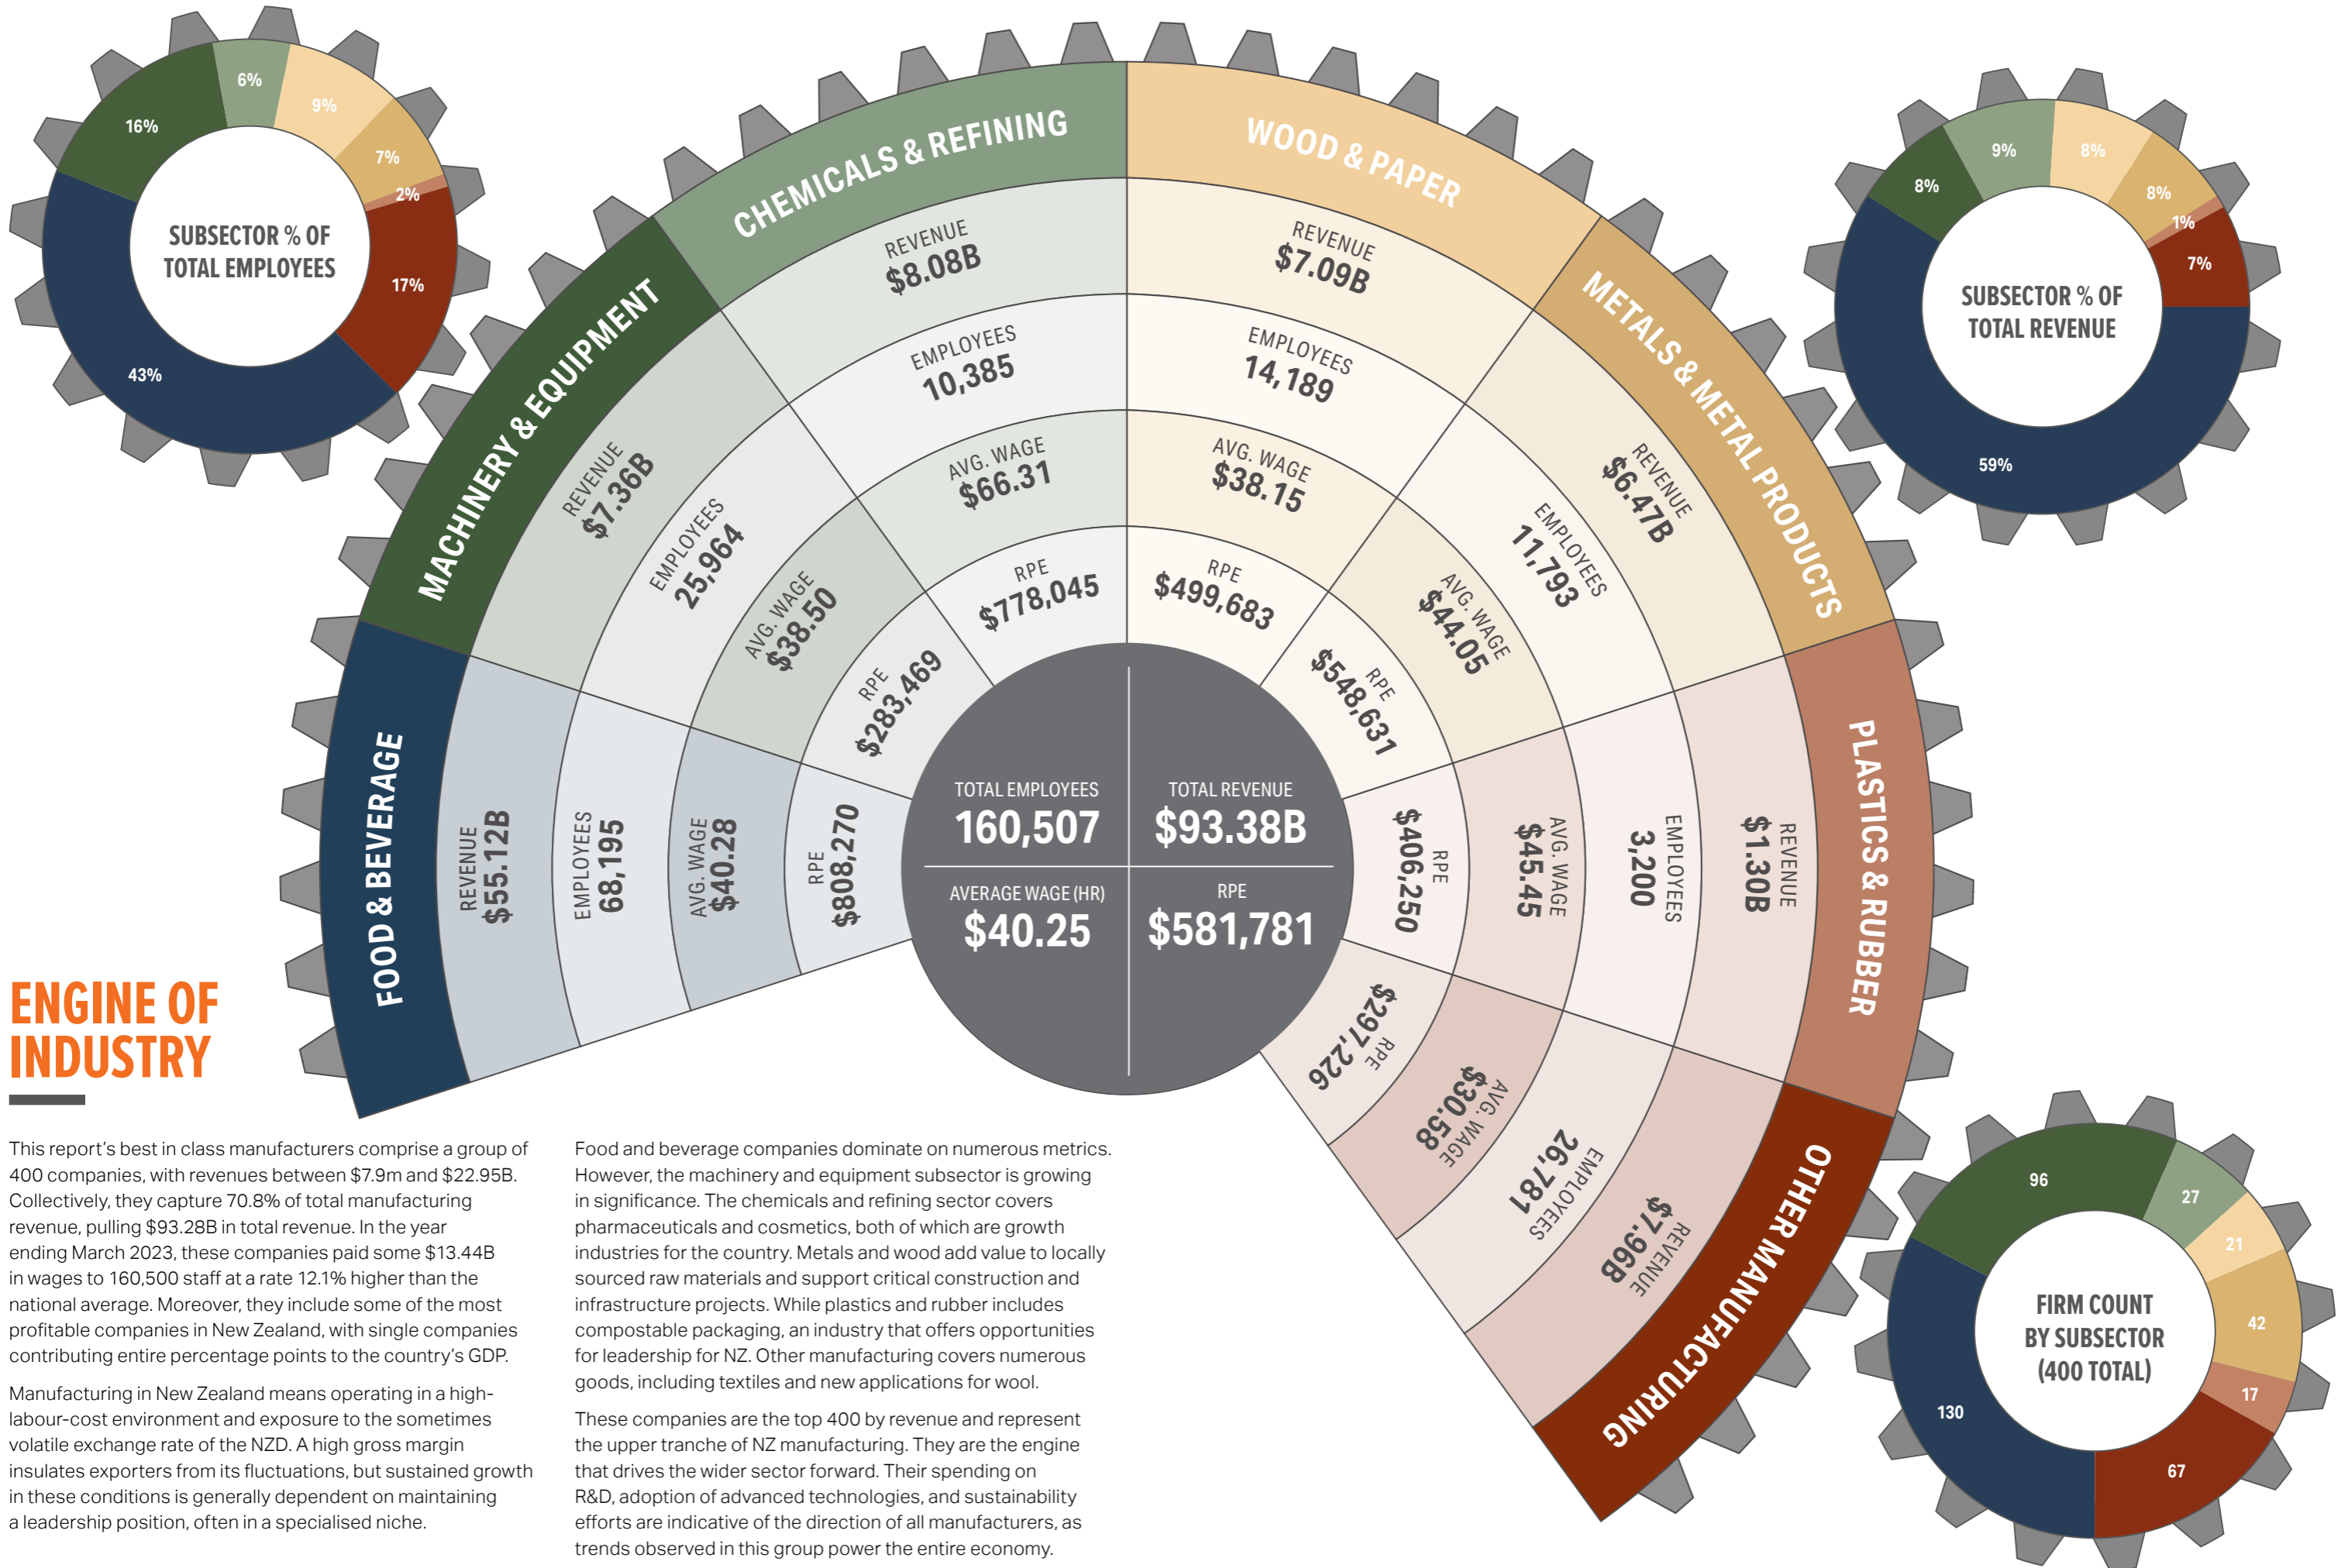 6%
9%
16%
7%
2%
SUBSECTOR % OF
TOTAL EMPLOYEES
17%
43%
9%
8%
8%
8%
1%
SUBSECTOR % OF
TOTAL REVENUE
7%
59%
FOOD & BEVERAGE
REVENUE
$55.12B
EMPLOYEES
68,195
AVG. WAGE
$40.28
RPE
$808,270
MACHINERY & EQUIPMENT
REVENUE
$7.36B
EMPLOYEES
25,964
AVG. WAGE
$38.50
RPE
$283,469
CHEMICALS & REFINING
REVENUE
$8.08B
EMPLOYEES
10,385
AVG. WAGE
$66.31
RPE
$778,045
WOOD & PAPER
REVENUE
$7.09B
EMPLOYEES
14,189
AVG. WAGE
$38.15
RPE
$499,683
METALS & METAL PRODUCTS
REVENUE
$6.47B
EMPLOYEES
11,793
AVG. WAGE
$44.05
RPE
$548,631
PLASTICS & RUBBER
REVENUE
$1.30B
EMPLOYEES
3,200
AVG. WAGE
$45.45
RPE
$406,250
OTHER MANUFACTURING
REVENUE
$7.96B
EMPLOYEES
26,781
AVG. WAGE
$30.58
RPE
$297,226
TOTAL EMPLOYEES
160,507
TOTAL REVENUE
$93.38B
AVERAGE WAGE (HR)
$40.25
RPE
$581,781
ENGINE OF
INDUSTRY
This report's best in class manufacturers comprise a group of
400 companies, with revenues between $7.9m and $22.95B.
Collectively, they capture 70.8% of total manufacturing
revenue, pulling $93.28B in total revenue. In the year
ending March 2023, these companies paid some $13.44B
in wages to 160,500 staff at a rate 12.1% higher than the
national average. Moreover, they include some of the most
profitable companies in New Zealand, with single companies
contributing entire percentage points to the country's GDP.
Manufacturing in New Zealand means operating in a high-
labour-cost environment and exposure to the sometimes
volatile exchange rate of the NZD. A high gross margin
insulates exporters from its fluctuations, but sustained growth
in these conditions is generally dependent on maintaining
a leadership position, often in a specialised niche.
Food and beverage companies dominate on numerous metrics.
However, the machinery and equipment subsector is growing
in significance. The chemicals and refining sector covers
pharmaceuticals and cosmetics, both of which are growth
industries for the country. Metals and wood add value to locally
sourced raw materials and support critical construction and
infrastructure projects. While plastics and rubber includes
compostable packaging, an industry that offers opportunities
for leadership for NZ. Other manufacturing covers numerous
goods, including textiles and new applications for wool.
These companies are the top 400 by revenue and represent
the upper tranche of NZ manufacturing. They are the engine
that drives the wider sector forward. Their spending on
R&D, adoption of advanced technologies, and sustainability
efforts are indicative of the direction of all manufacturers, as
trends observed in this group power the entire economy.
96
27
21
42
FIRM COUNT
BY SUBSECTOR
(400 TOTAL)
17
130
67